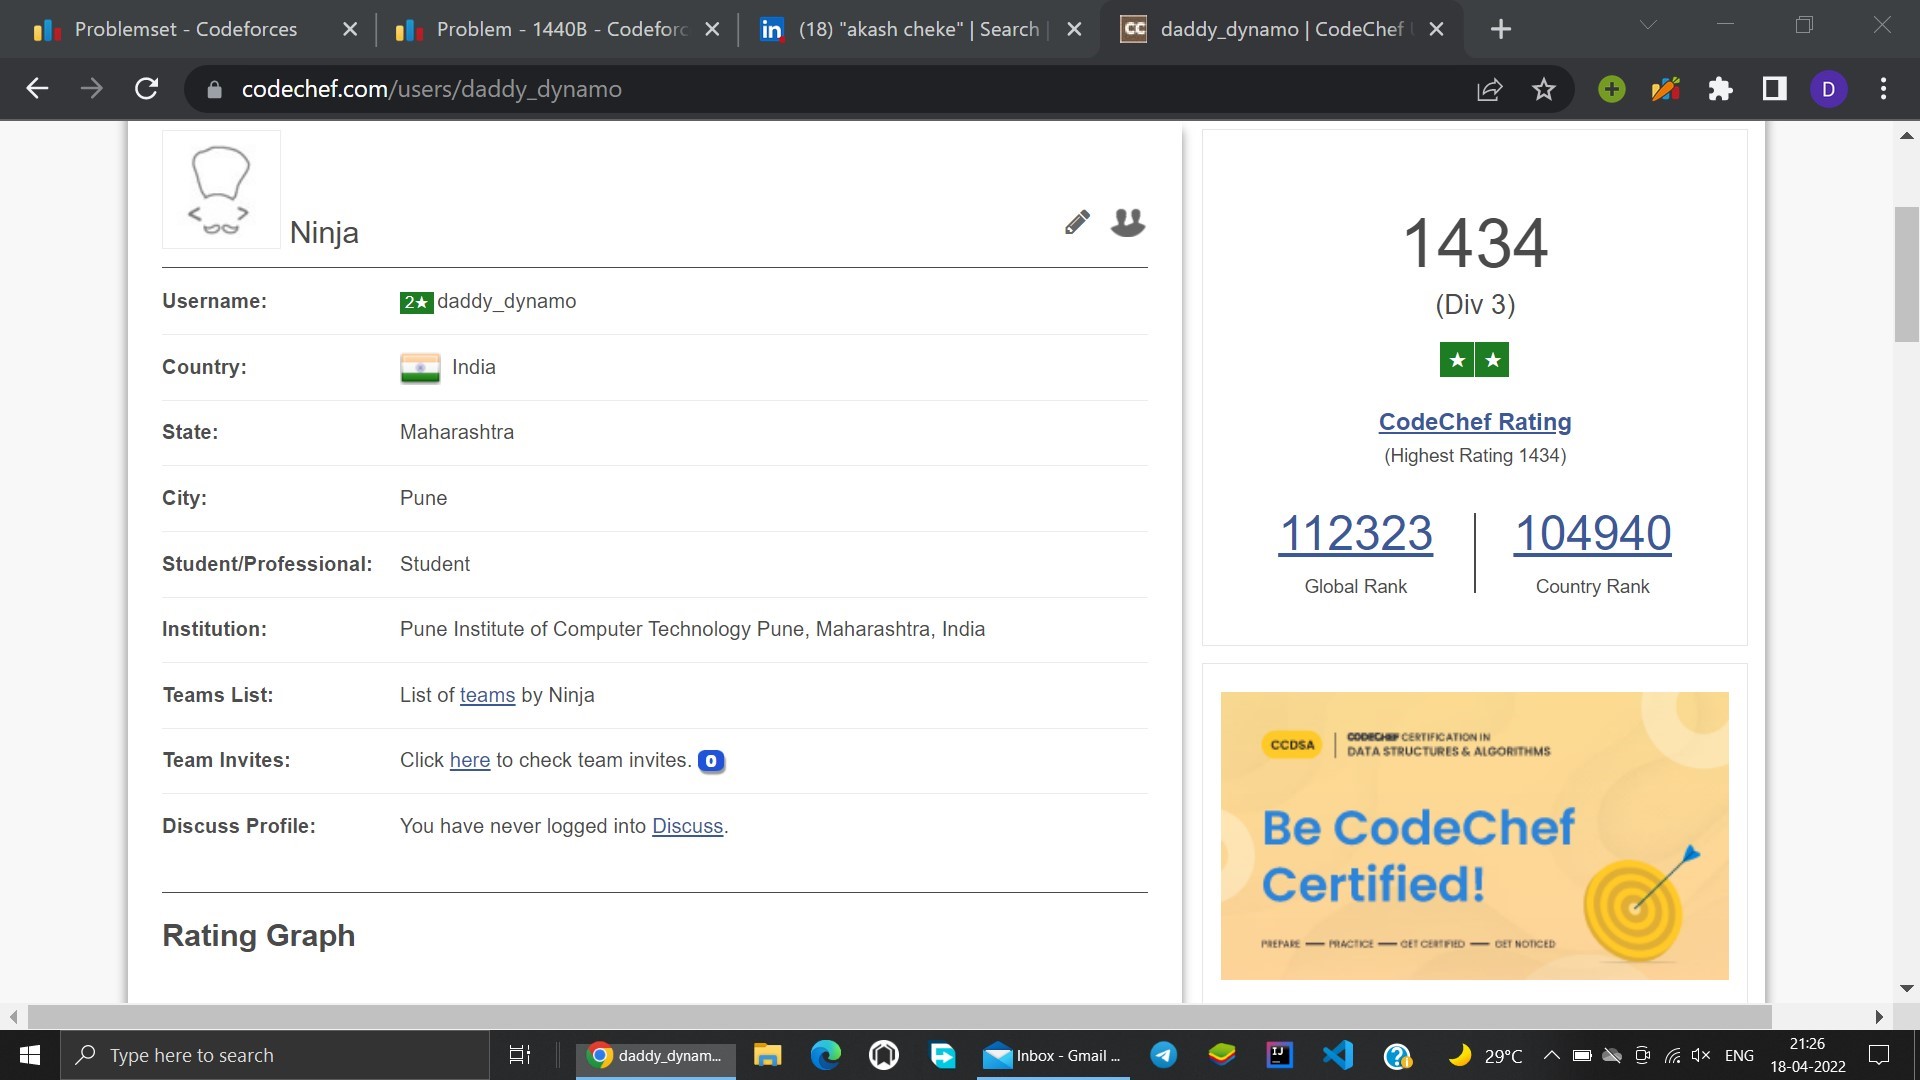 Problemset - Codeforces
Problem - 1440B - Codeforc
in (18) "akash cheke" | Search |
CC daddy_dynamo | CodeChef
codechef.com/users/daddy_dynamo
D
Ninja
Username: 2★ daddy_dynamo
Country: India
State: Maharashtra
City: Pune
Student/Professional: Student
Institution: Pune Institute of Computer Technology Pune, Maharashtra, India
Teams List: List of teams by Ninja
Team Invites: Click here to check team invites. 0
Discuss Profile: You have never logged into Discuss.
Rating Graph
1434
(Div 3)
★ ★
CodeChef Rating
(Highest Rating 1434)
112323
Global Rank
104940
Country Rank
CCDSA
CODECHEF CERTIFICATION IN
DATA STRUCTURES & ALGORITHMS
Be CodeChef
Certified!
PREPARE — PRACTICE — GET CERTIFIED — GET NOTICED
Type here to search
daddy_dynam...
Inbox - Gmail ...
IJ
29°C
ENG
21:26
18-04-2022